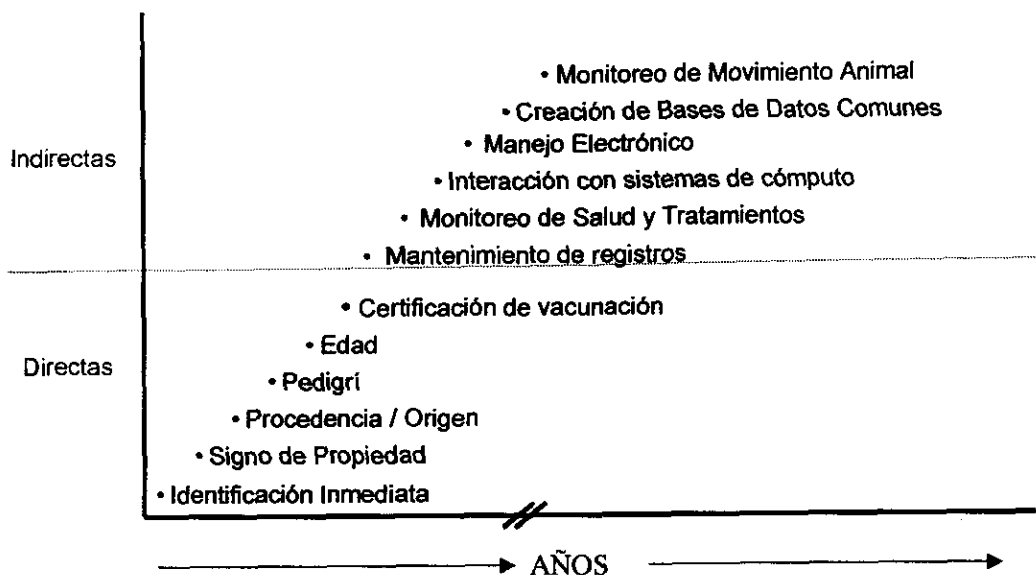 • Monitoreo de Movimiento Animal
• Creación de Bases de Datos Comunes
• Manejo Electrónico
Indirectas
• Interacción con sistemas de cómputo
• Monitoreo de Salud y Tratamientos
• Mantenimiento de registros
• Certificación de vacunación
• Edad
Directas
• Pedigrí
• Procedencia / Origen
• Signo de Propiedad
• Identificación Inmediata
AÑOS